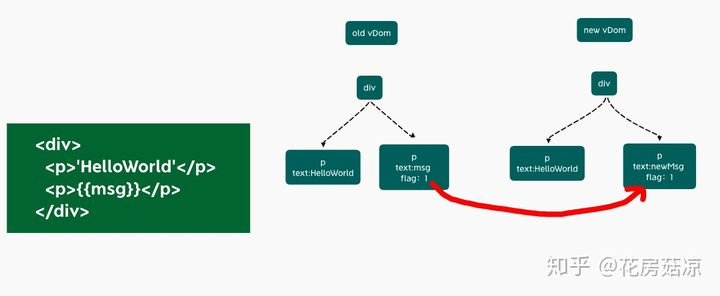 <div>
<p>'HelloWorld'</p>
<p>{{msg}}</p>
</div>
old vDom
div
p
text:HelloWorld
p
text:msg
flag：1
new vDom
div
p
text:HelloWorld
p
text:newMsg
flag：1
知乎 @花房菇凉